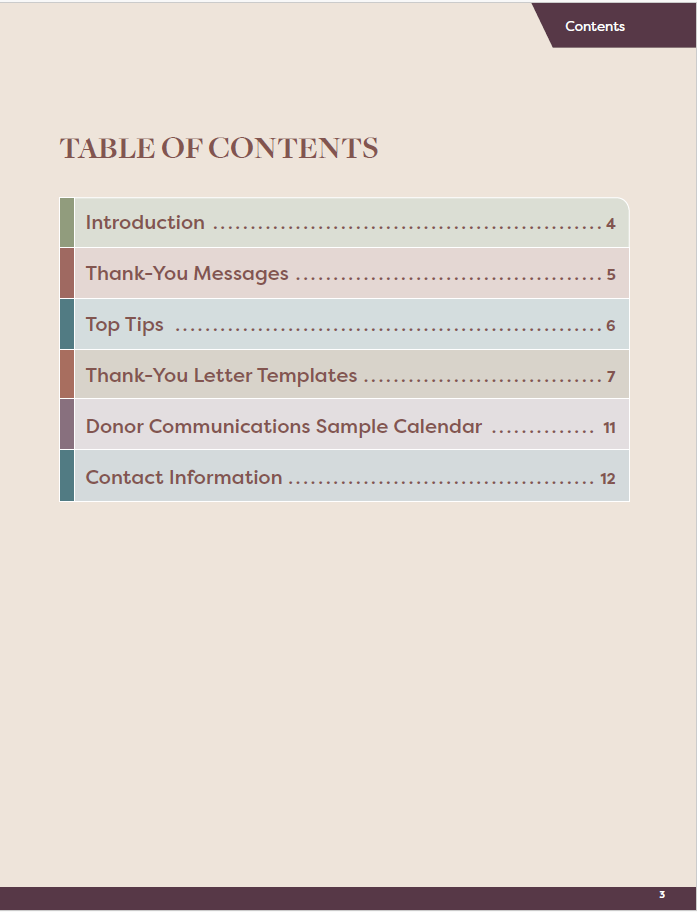 Contents
TABLE OF CONTENTS
Introduction ................................................... 4
Thank-You Messages ........................................ 5
Top Tips ........................................................ 6
Thank-You Letter Templates ............................... 7
Donor Communications Sample Calendar .............. 11
Contact Information ........................................ 12
3